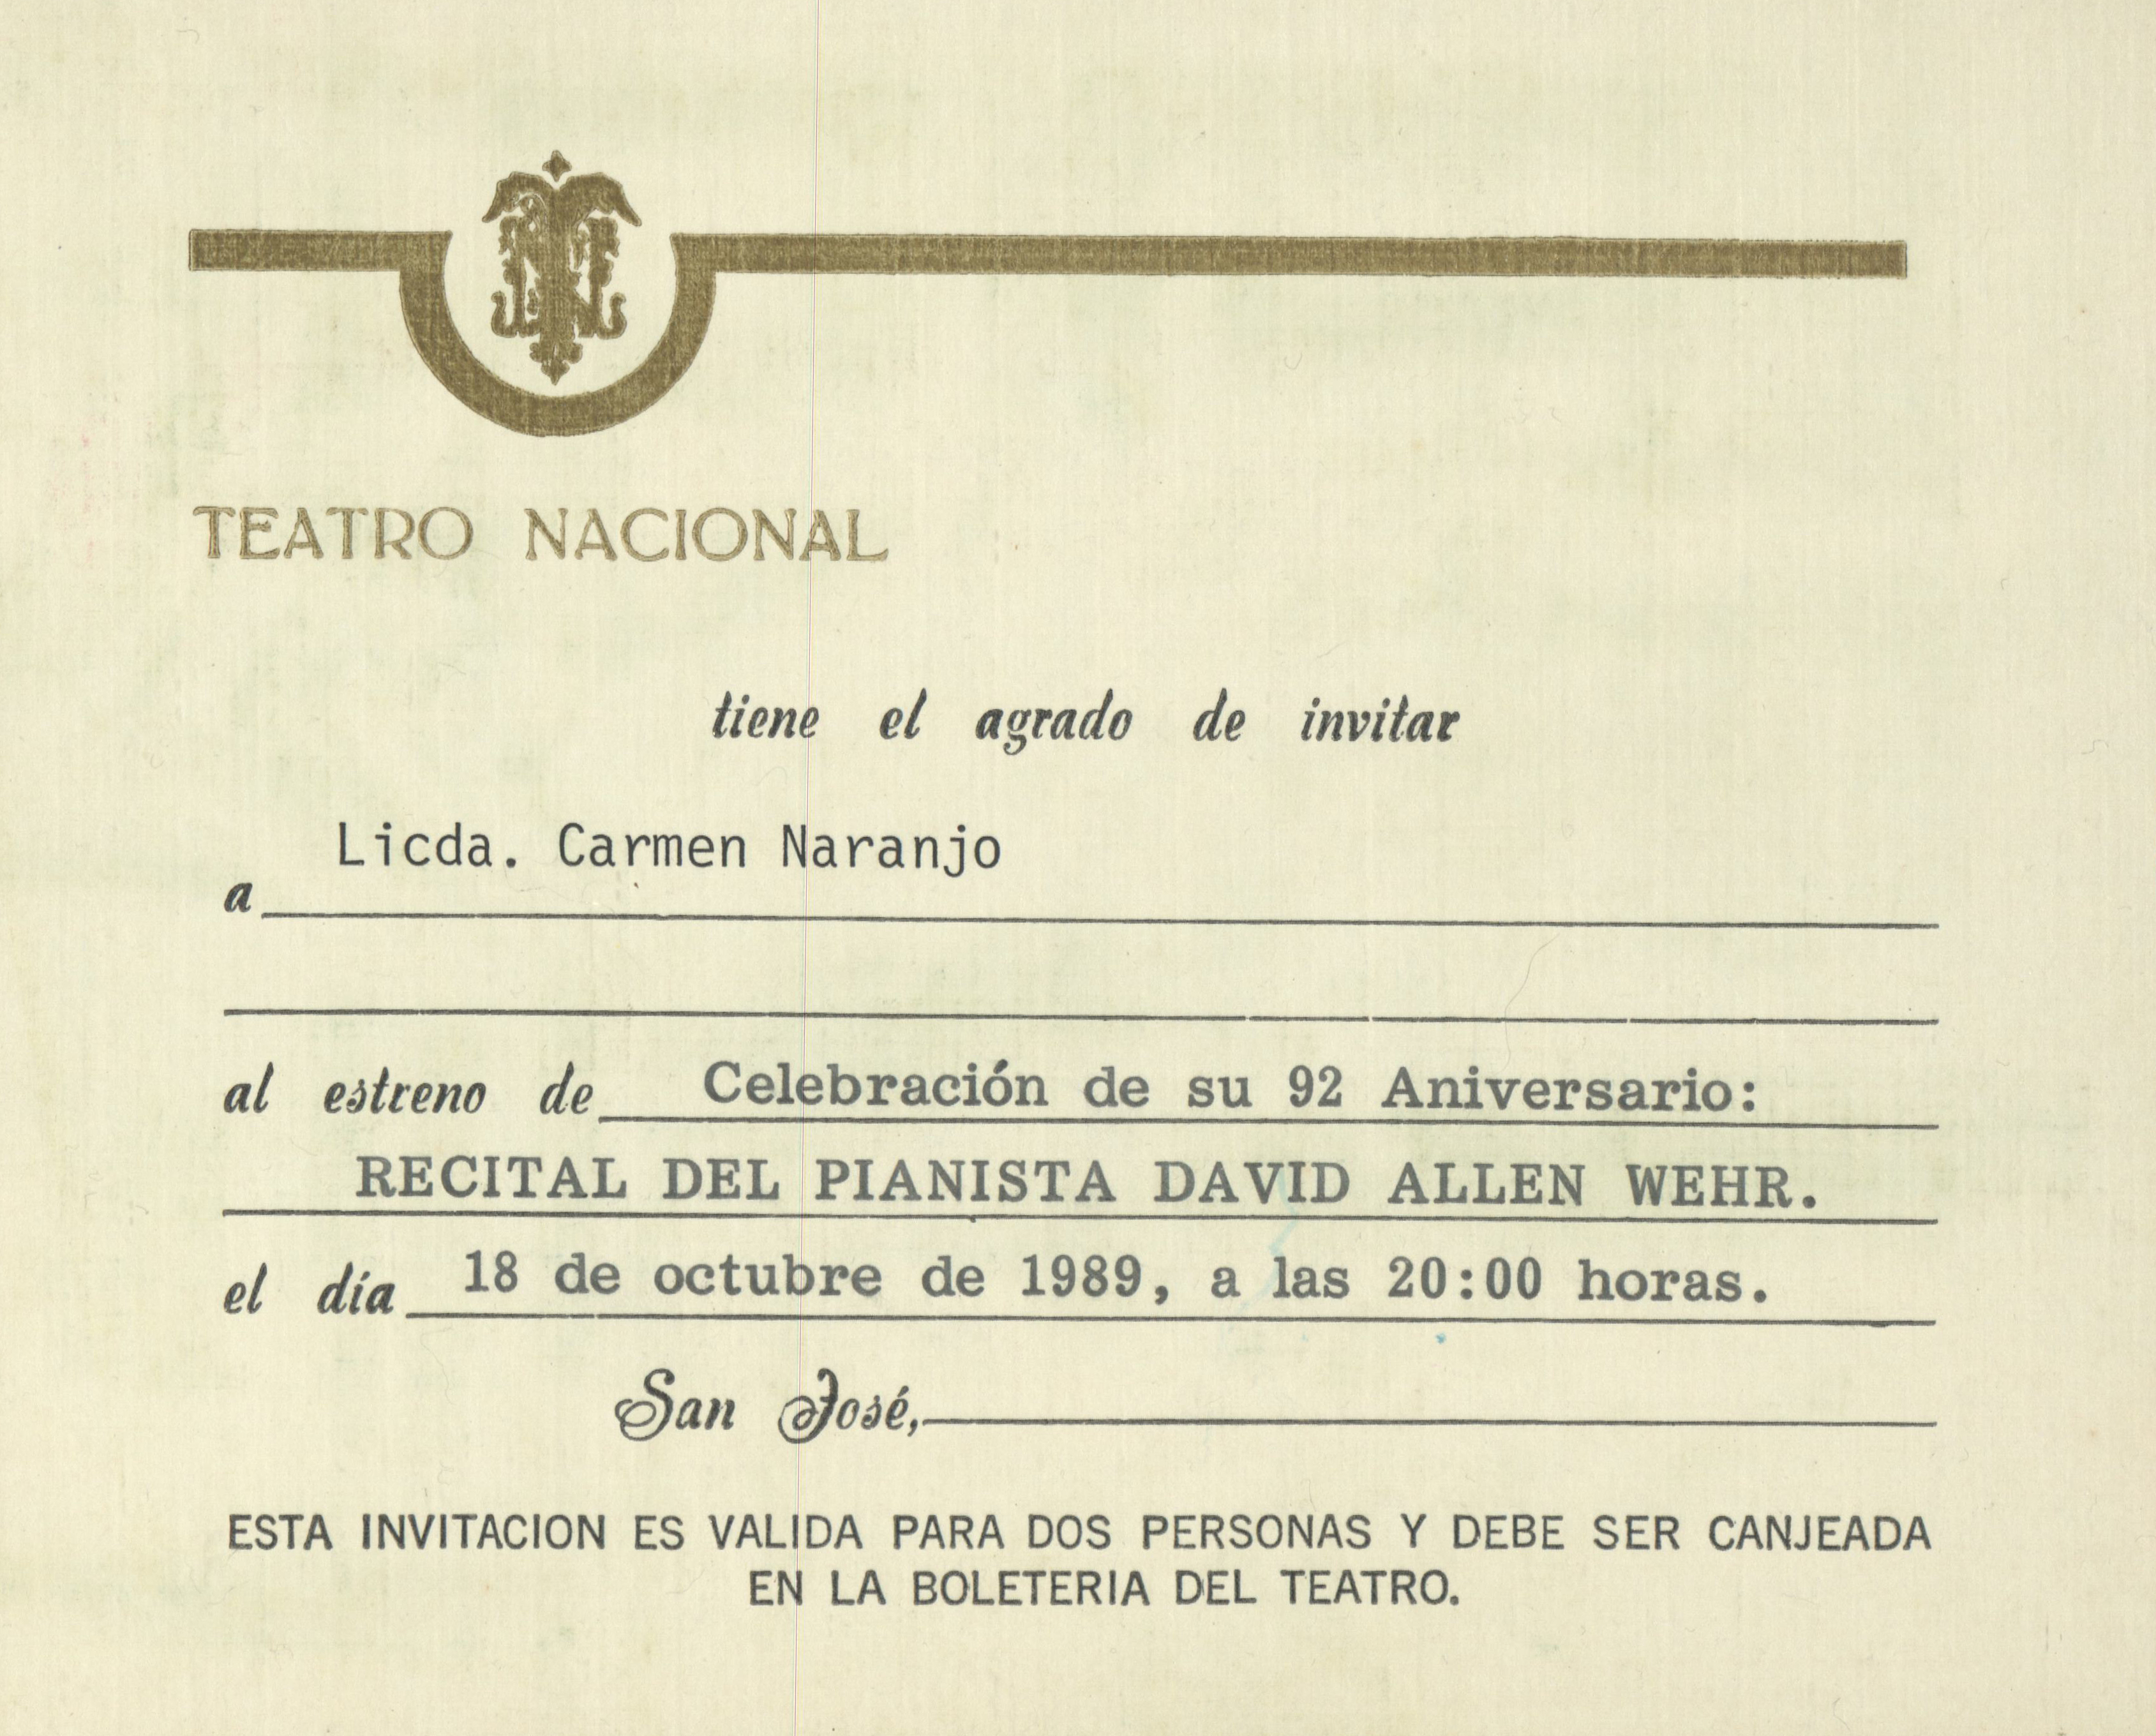 TEATRO NACIONAL
tiene el agrado de invitar
Licda. Carmen Naranjo
a
al estreno de Celebración de su 92 Aniversario:
RECITAL DEL PIANISTA DAVID ALLEN WEHR.
el día 18 de octubre de 1989, a las 20:00 horas.
San José,
ESTA INVITACION ES VALIDA PARA DOS PERSONAS Y DEBE SER CANJEADA
EN LA BOLETERIA DEL TEATRO.